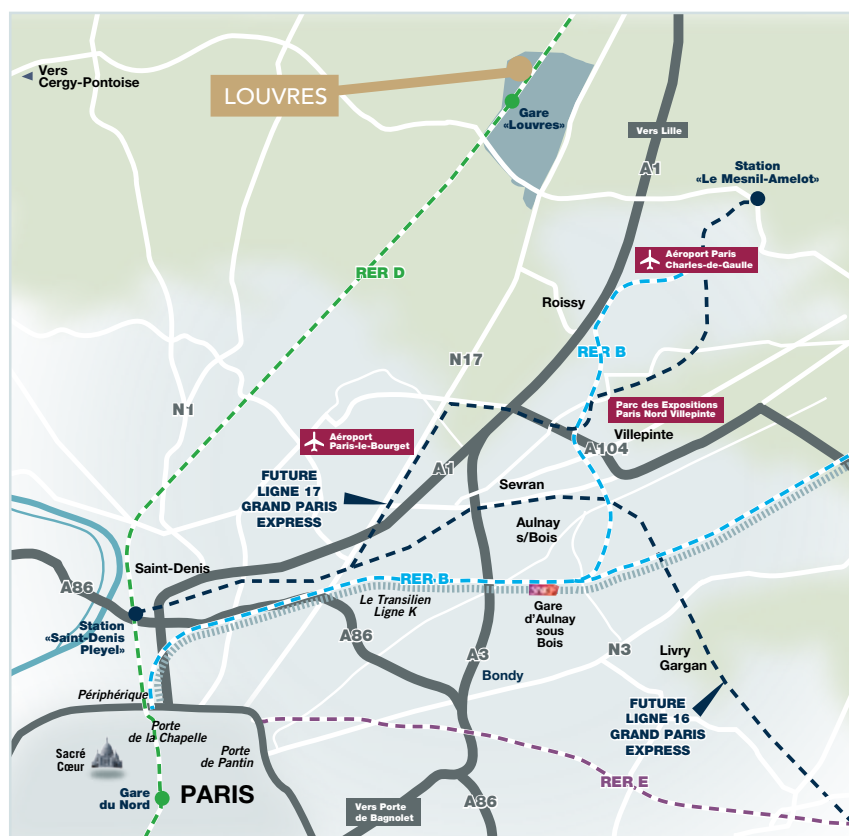 Vers
Cergy-Pontoise
LOUVRES
Gare
«Louvres»
Vers Lille
A1
Station
«Le Mesnil-Amelot»
RER D
Aéroport Paris
Charles-de-Gaulle
Roissy
RER B
N17
N1
Parc des Expositions
Paris Nord Villepinte
Villepinte
Aéroport
Paris-le-Bourget
A104
A1
FUTURE
LIGNE 17
GRAND PARIS
EXPRESS
Sevran
Aulnay
s/Bois
Saint-Denis
RER B
A86
Le Transilien
Ligne K
Gare
d'Aulnay
sous
Bois
Station
«Saint-Denis
Pleyel»
A86
A3
N3
Livry
Gargan
Bondy
Périphérique
FUTURE
LIGNE 16
GRAND PARIS
EXPRESS
Porte
de la Chapelle
Porte
de Pantin
Sacré
Cœur
RER E
Gare
du Nord
PARIS
Vers Porte
de Bagnolet
A86